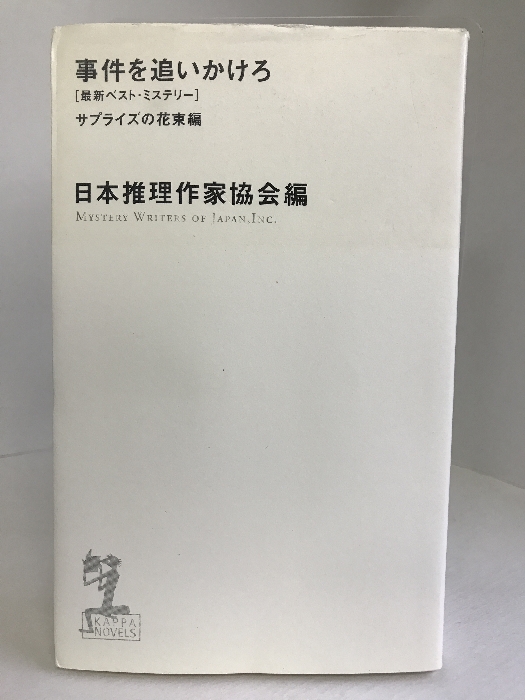 事件を追いかけろ
[最新ベスト・ミステリー]
サプライズの花束編
日本推理作家協会編
MYSTERY WRITERS OF JAPAN, INC.
KAPPA
NOVELS